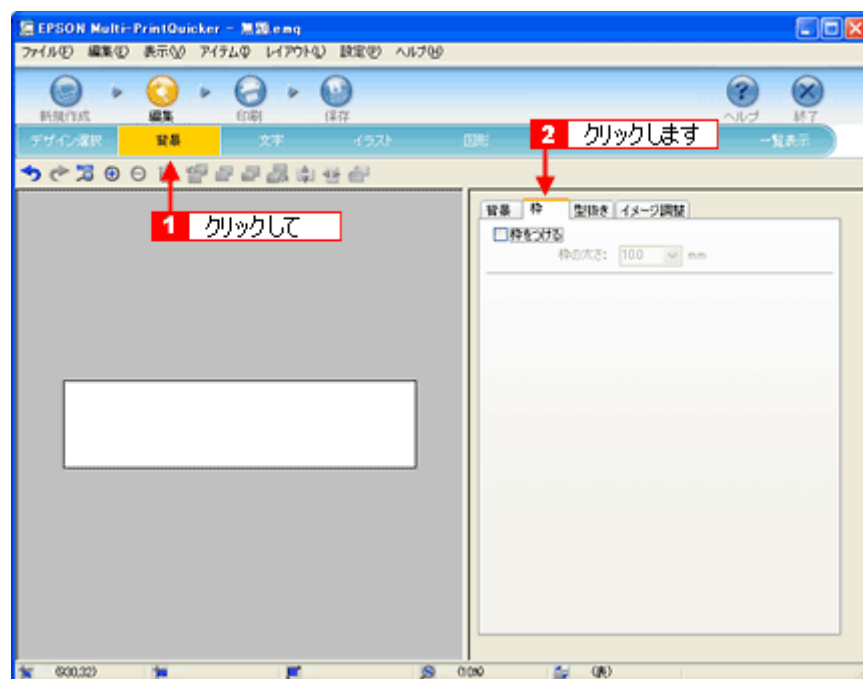 EPSON Multi-PrintQuicker - 無題.emq
ファイル(F) 編集(E) 表示(V) アイテム(I) レイアウト(L) 設定(P) ヘルプ(H)
新規作成 編集 印刷 保存 ヘルプ 終了
デザイン選択 背景 文字 イラスト 図形 一覧表示
2 クリックします
1 クリックして
背景 枠 型抜き イメージ調整
枠をつける
枠の太さ: 10.0 mm
(表)